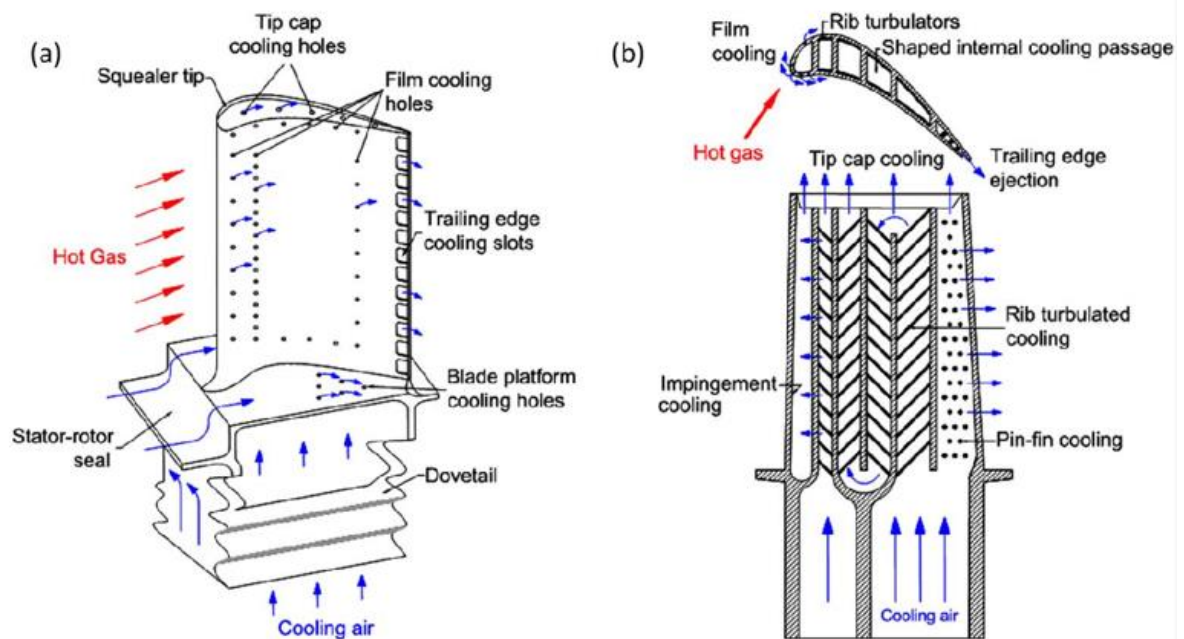 (a)
Tip cap
cooling holes
Squealer tip
Film cooling
holes
Hot Gas
Trailing edge
cooling slots
Blade platform
cooling holes
Stator-rotor
seal
Dovetail
Cooling air
(b)
Film
cooling
Rib turbulators
Shaped internal cooling passage
Hot gas
Tip cap cooling
Trailing edge
ejection
Rib turbulated
cooling
Impingement
cooling
Pin-fin cooling
Cooling air